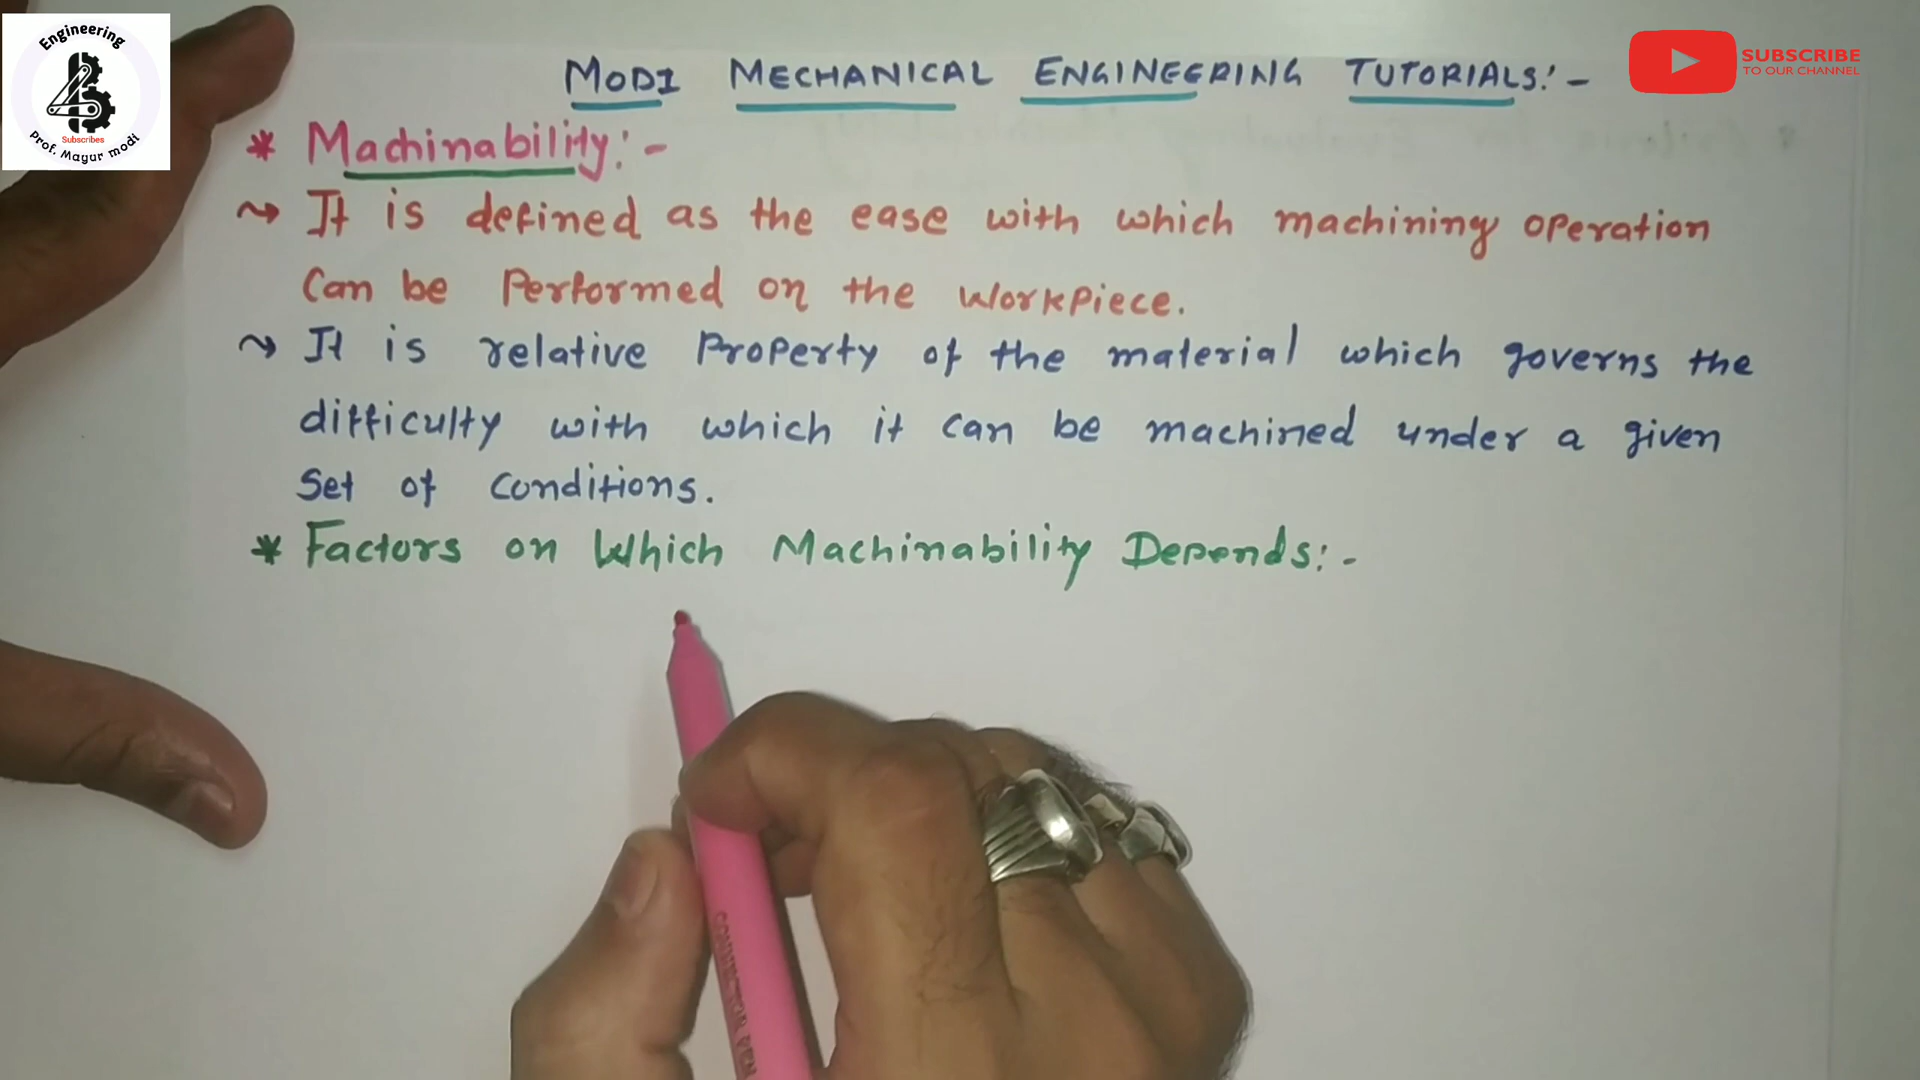 Engineering
Subscribes
Prof. Mayur modi
SUBSCRIBE
TO OUR CHANNEL
MODI MECHANICAL ENGINEERING TUTORIALS:-
* Machinability:-
It is defined as the ease with which machining operation
Can be Performed on the Workpiece.
It is relative Property of the material which governs the
difficulty with which it can be machined under a given
Set of Conditions.
* Factors on Which Machinability Depends:-
CONNECTOR PEN